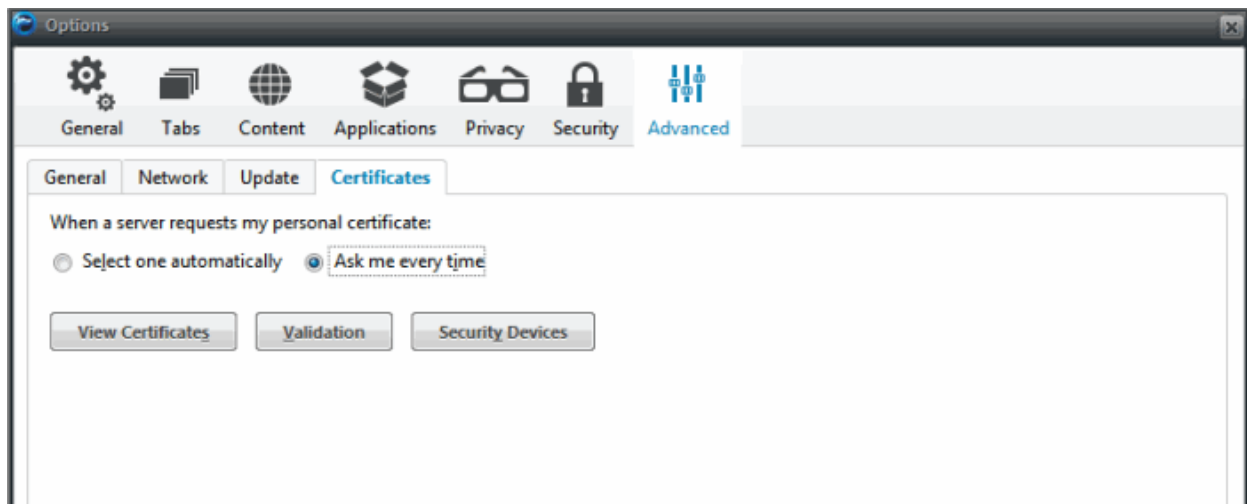 Options
General Tabs Content Applications Privacy Security Advanced
General Network Update Certificates
When a server requests my personal certificate:
Select one automatically Ask me every time
View Certificates Validation Security Devices